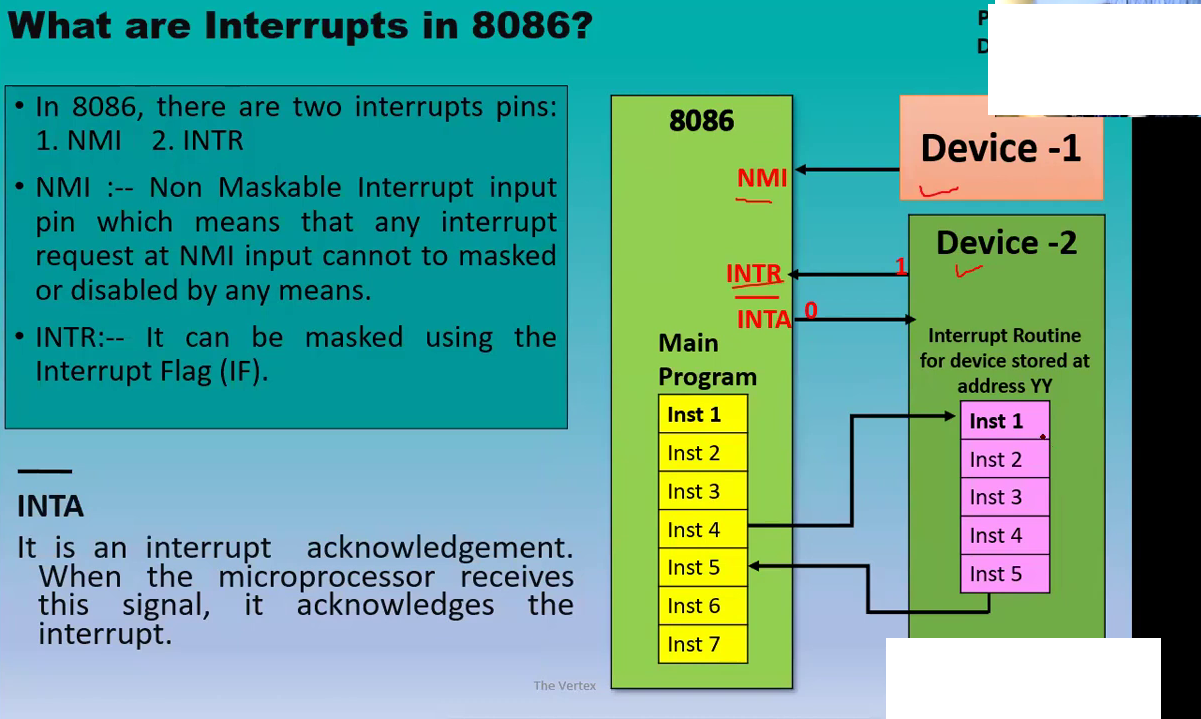 What are Interrupts in 8086?
• In 8086, there are two interrupts pins:
1. NMI 2. INTR
• NMI :-- Non Maskable Interrupt input
pin which means that any interrupt
request at NMI input cannot to masked
or disabled by any means.
• INTR:-- It can be masked using the
Interrupt Flag (IF).
INTA
It is an interrupt acknowledgement.
When the microprocessor receives
this signal, it acknowledges the
interrupt.
8086
NMI
INTR
INTA
Main
Program
Inst 1
Inst 2
Inst 3
Inst 4
Inst 5
Inst 6
Inst 7
P
D
Device -1
Device -2
1
0
Interrupt Routine
for device stored at
address YY
Inst 1
Inst 2
Inst 3
Inst 4
Inst 5
The Vertex